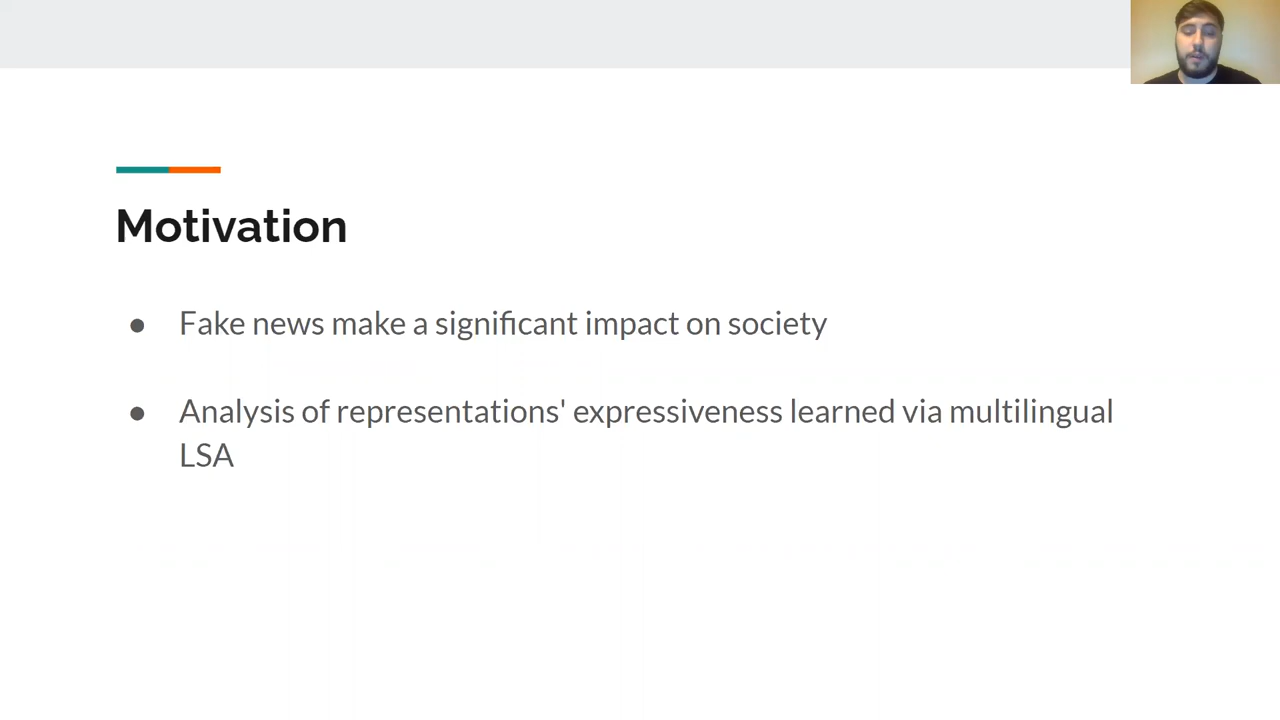 Motivation
● Fake news make a significant impact on society
● Analysis of representations' expressiveness learned via multilingual
LSA